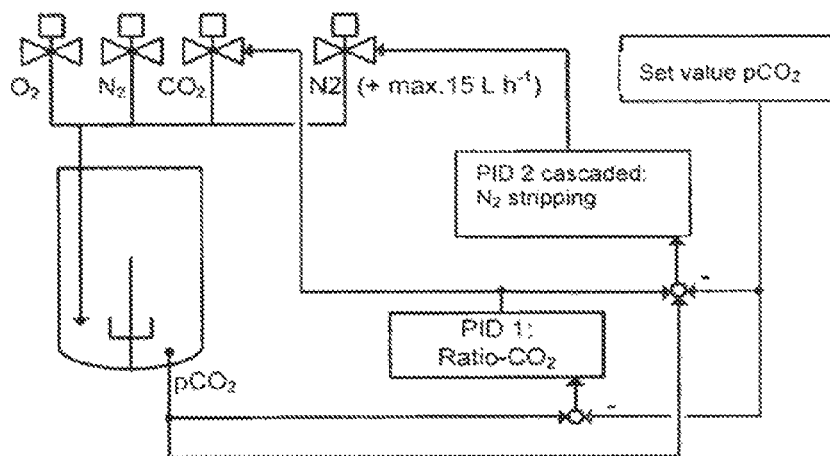 O₂ N₂ CO₂ N2 (+ max.15 L h⁻¹)
Set value pCO₂
PID 2 cascaded:
N₂ stripping
-
PID 1:
Ratio-CO₂
pCO₂
-